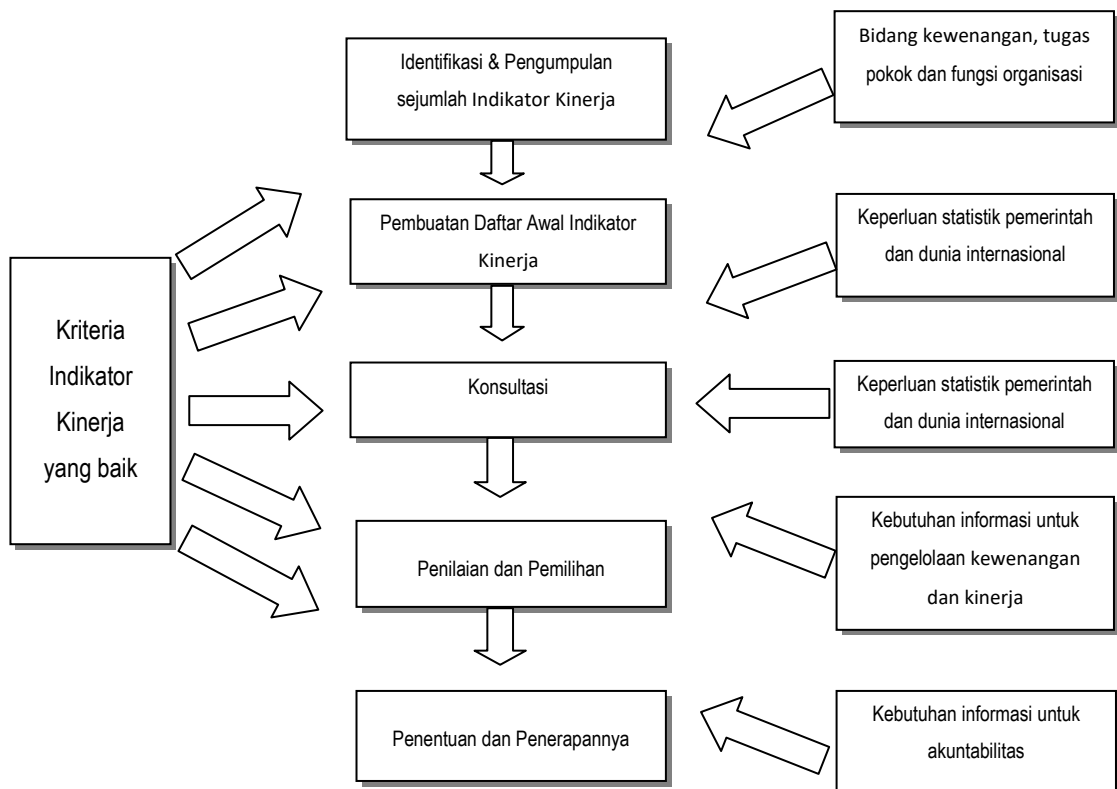 Identifikasi & Pengumpulan
sejumlah Indikator Kinerja
Pembuatan Daftar Awal Indikator
Kinerja
Konsultasi
Penilaian dan Pemilihan
Penentuan dan Penerapannya
Kriteria
Indikator
Kinerja
yang baik
Bidang kewenangan, tugas
pokok dan fungsi organisasi
Keperluan statistik pemerintah
dan dunia internasional
Keperluan statistik pemerintah
dan dunia internasional
Kebutuhan informasi untuk
pengelolaan kewenangan
dan kinerja
Kebutuhan informasi untuk
akuntabilitas